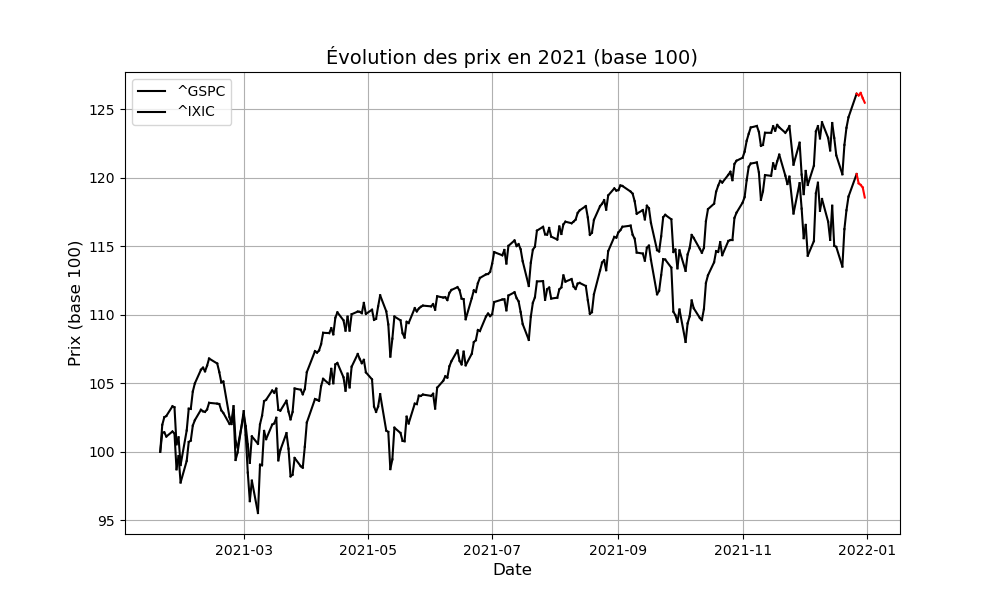 Évolution des prix en 2021 (base 100)
^GSPC
^IXIC
Prix (base 100)
125
120
115
110
105
100
95
2021-03 2021-05 2021-07 2021-09 2021-11 2022-01
Date